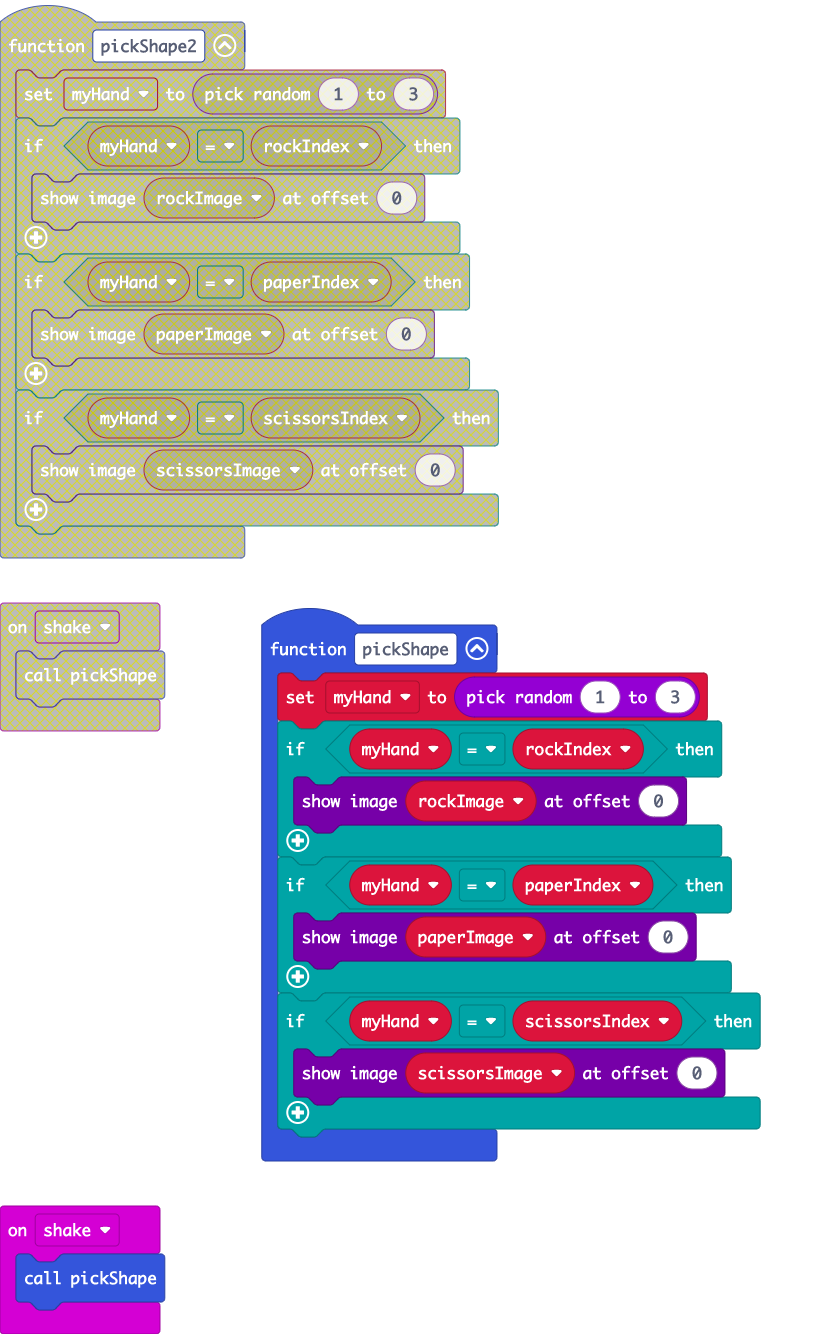 function pickShape2
set myHand to pick random 1 to 3
if myHand = rockIndex then
show image rockImage at offset 0
if myHand = paperIndex then
show image paperImage at offset 0
if myHand = scissorsIndex then
show image scissorsImage at offset 0
on shake
call pickShape
function pickShape
set myHand to pick random 1 to 3
if myHand = rockIndex then
show image rockImage at offset 0
if myHand = paperIndex then
show image paperImage at offset 0
if myHand = scissorsIndex then
show image scissorsImage at offset 0
on shake
call pickShape